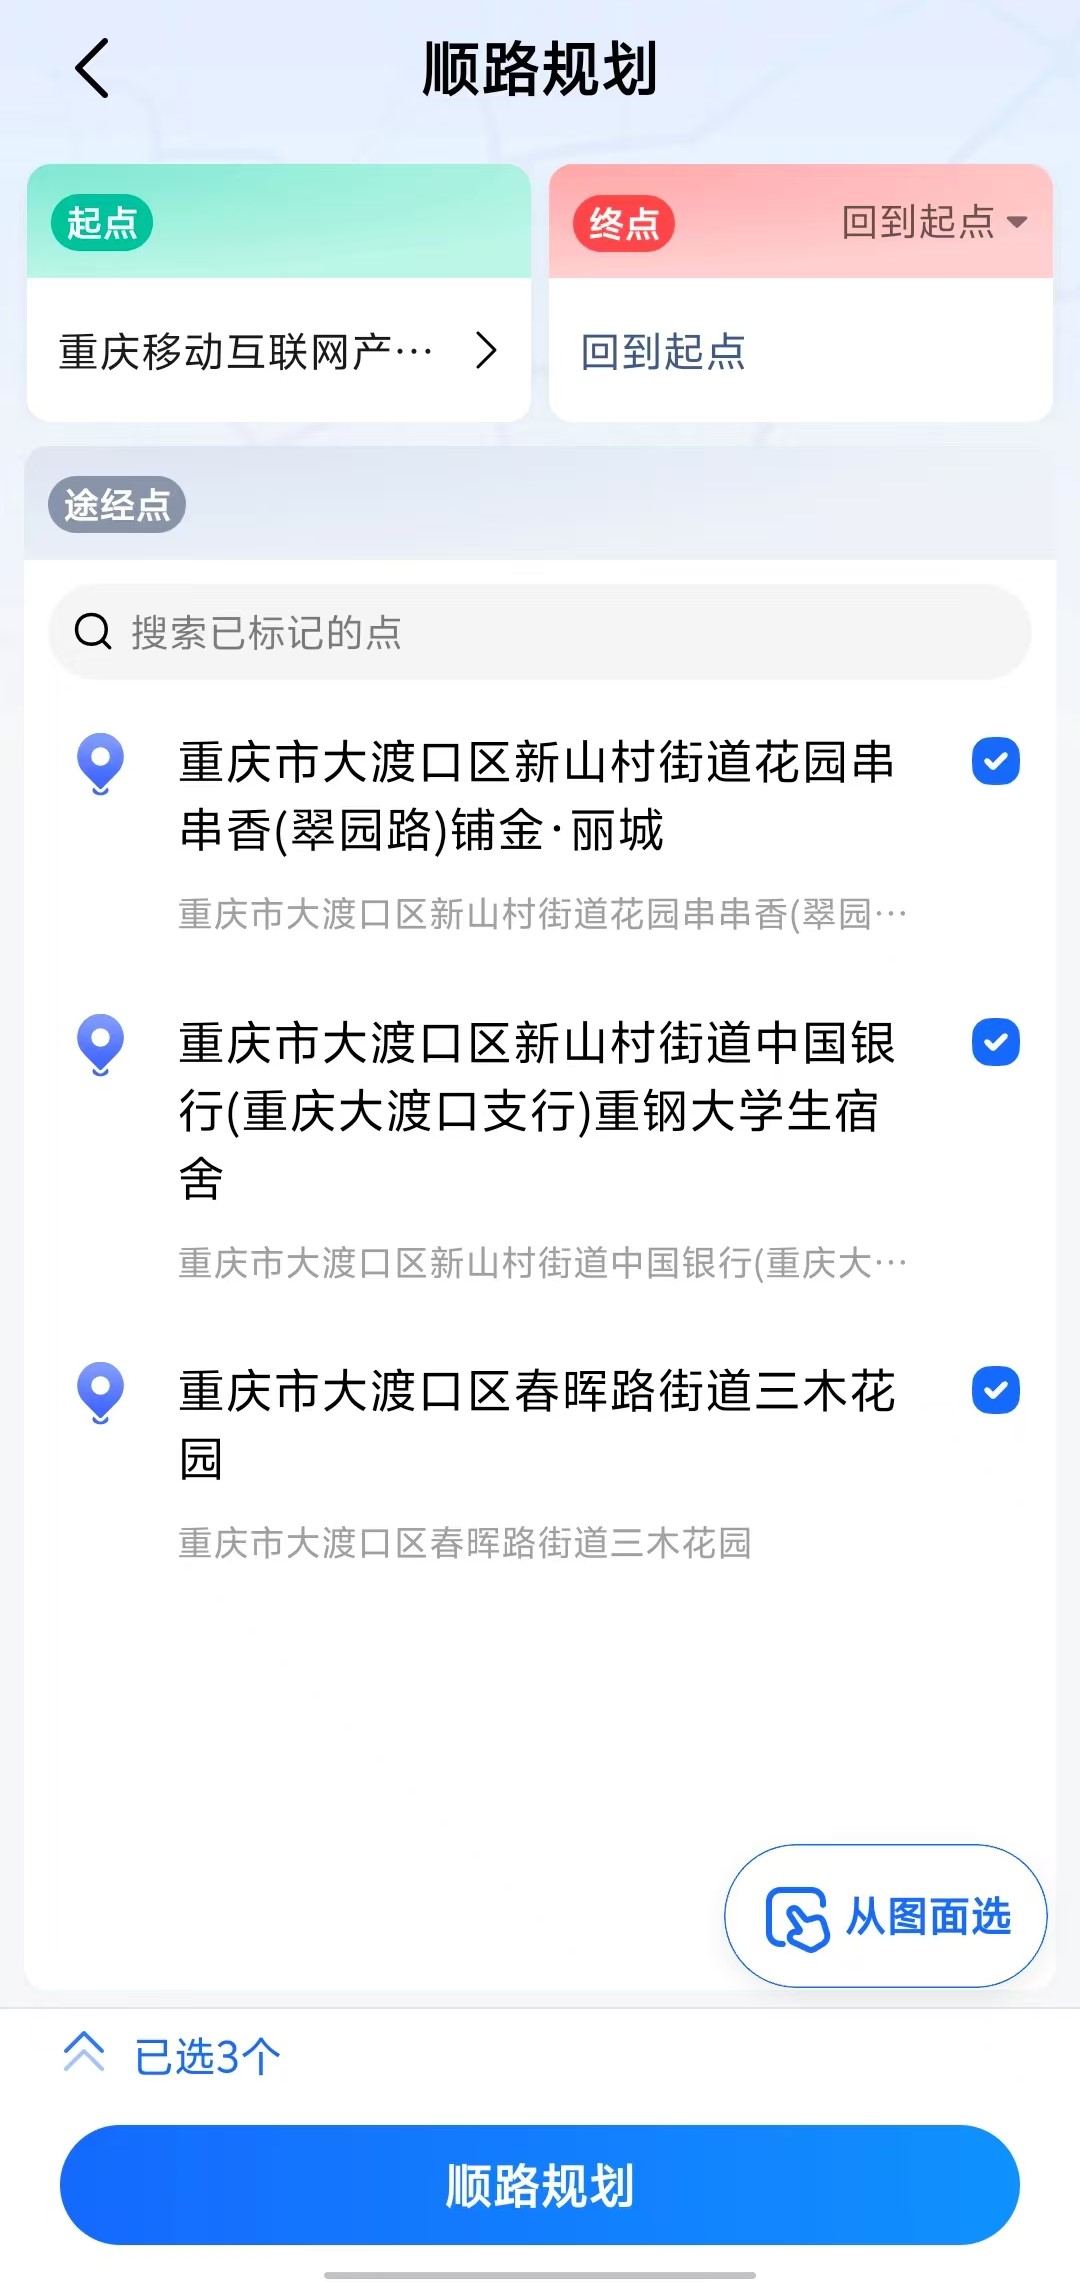 顺路规划
起点
终点
回到起点
重庆移动互联网产…
回到起点
途经点
搜索已标记的点
重庆市大渡口区新山村街道花园串
串香(翠园路)铺金·丽城
重庆市大渡口区新山村街道花园串串香(翠园…
重庆市大渡口区新山村街道中国银
行(重庆大渡口支行)重钢大学生宿
舍
重庆市大渡口区新山村街道中国银行(重庆大…
重庆市大渡口区春晖路街道三木花
园
重庆市大渡口区春晖路街道三木花园
从图面选
已选3个
顺路规划